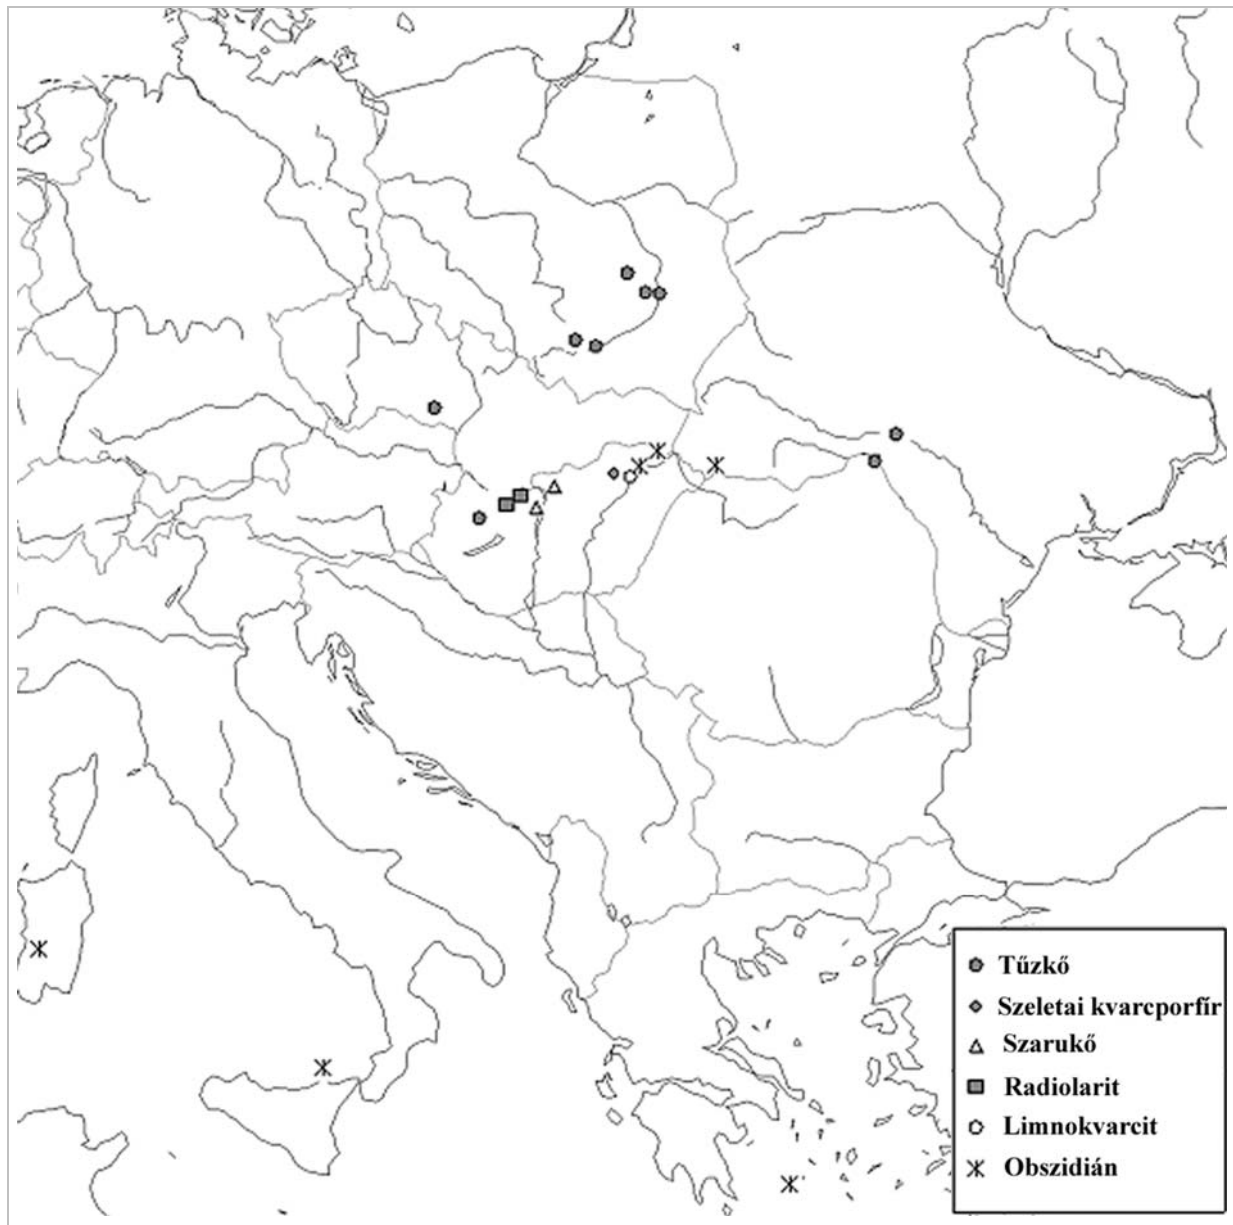 Tűzkő
Szeletai kvarcporfír
Szarukő
Radiolarit
Limnokvarcit
Obszidián